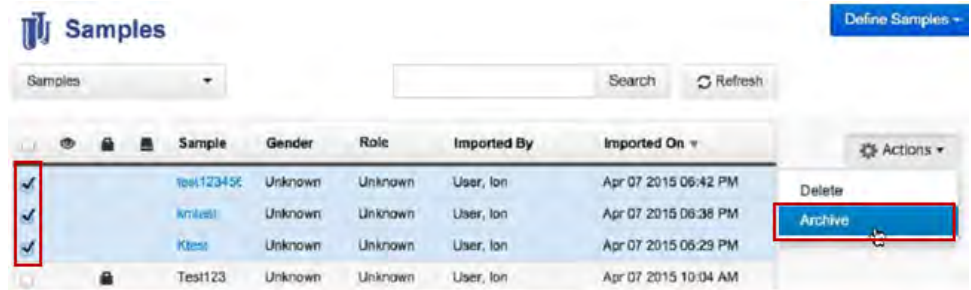 Samples
Define Samples
Samples
Search
Refresh
Sample Gender Role Imported By Imported On
Actions
test123456 Unknown Unknown User, Ion Apr 07 2015 06:42 PM
Delete
kmtest Unknown Unknown User, Ion Apr 07 2015 06:38 PM
Archive
Ktest Unknown Unknown User, Ion Apr 07 2015 06:29 PM
Test123 Unknown Unknown User, Ion Apr 07 2015 10:04 AM